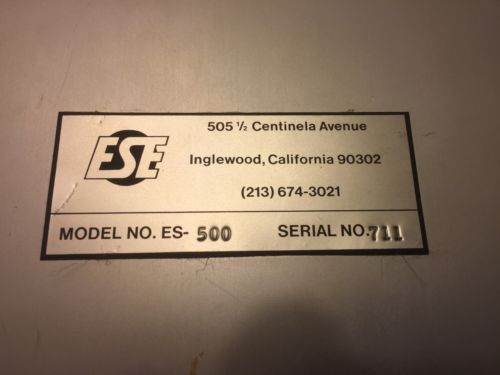 ESE
505 ½ Centinela Avenue
Inglewood, California 90302
(213) 674-3021
MODEL NO. ES- 500 SERIAL NO. 711